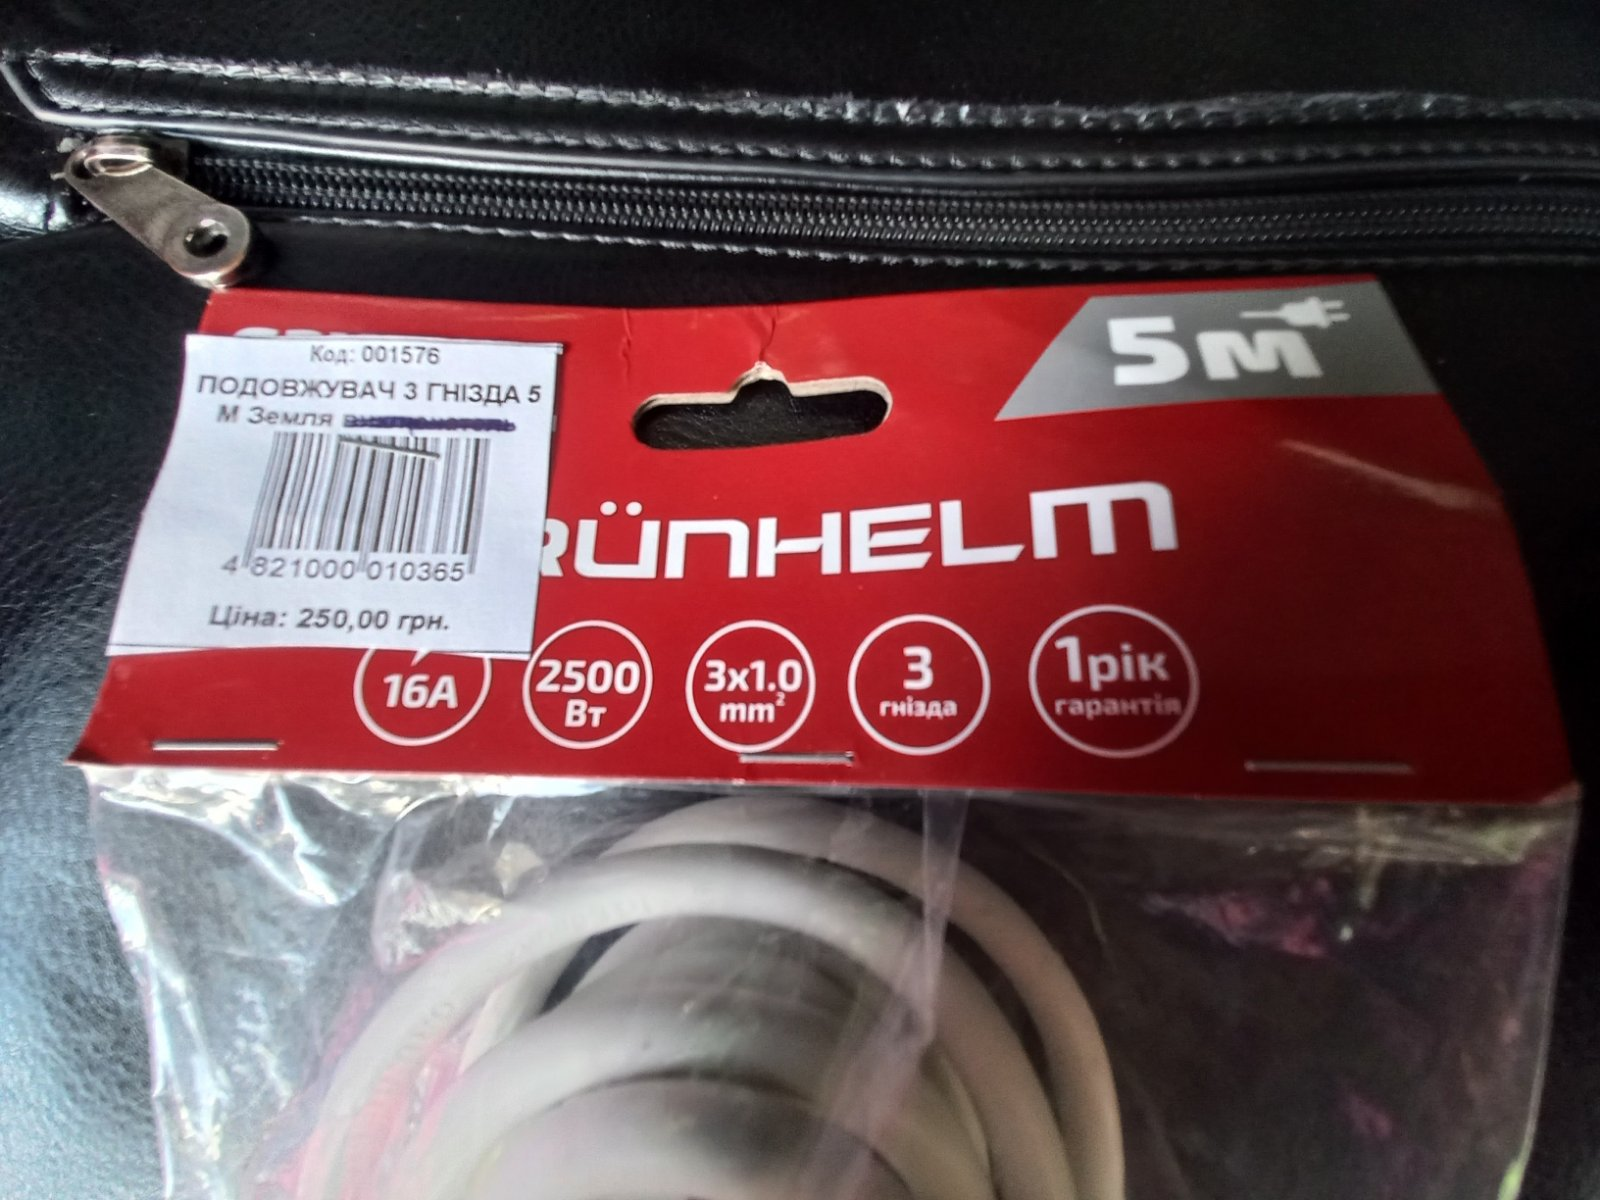 5м
Код: 001576
ПОДОВЖУВАЧ 3 ГНІЗДА 5
М Земля
4 821000 010365
Ціна: 250,00 грн.
RÜNHELM
16А
2500
Вт
3x1.0
mm²
3
гнізда
1рік
гарантія